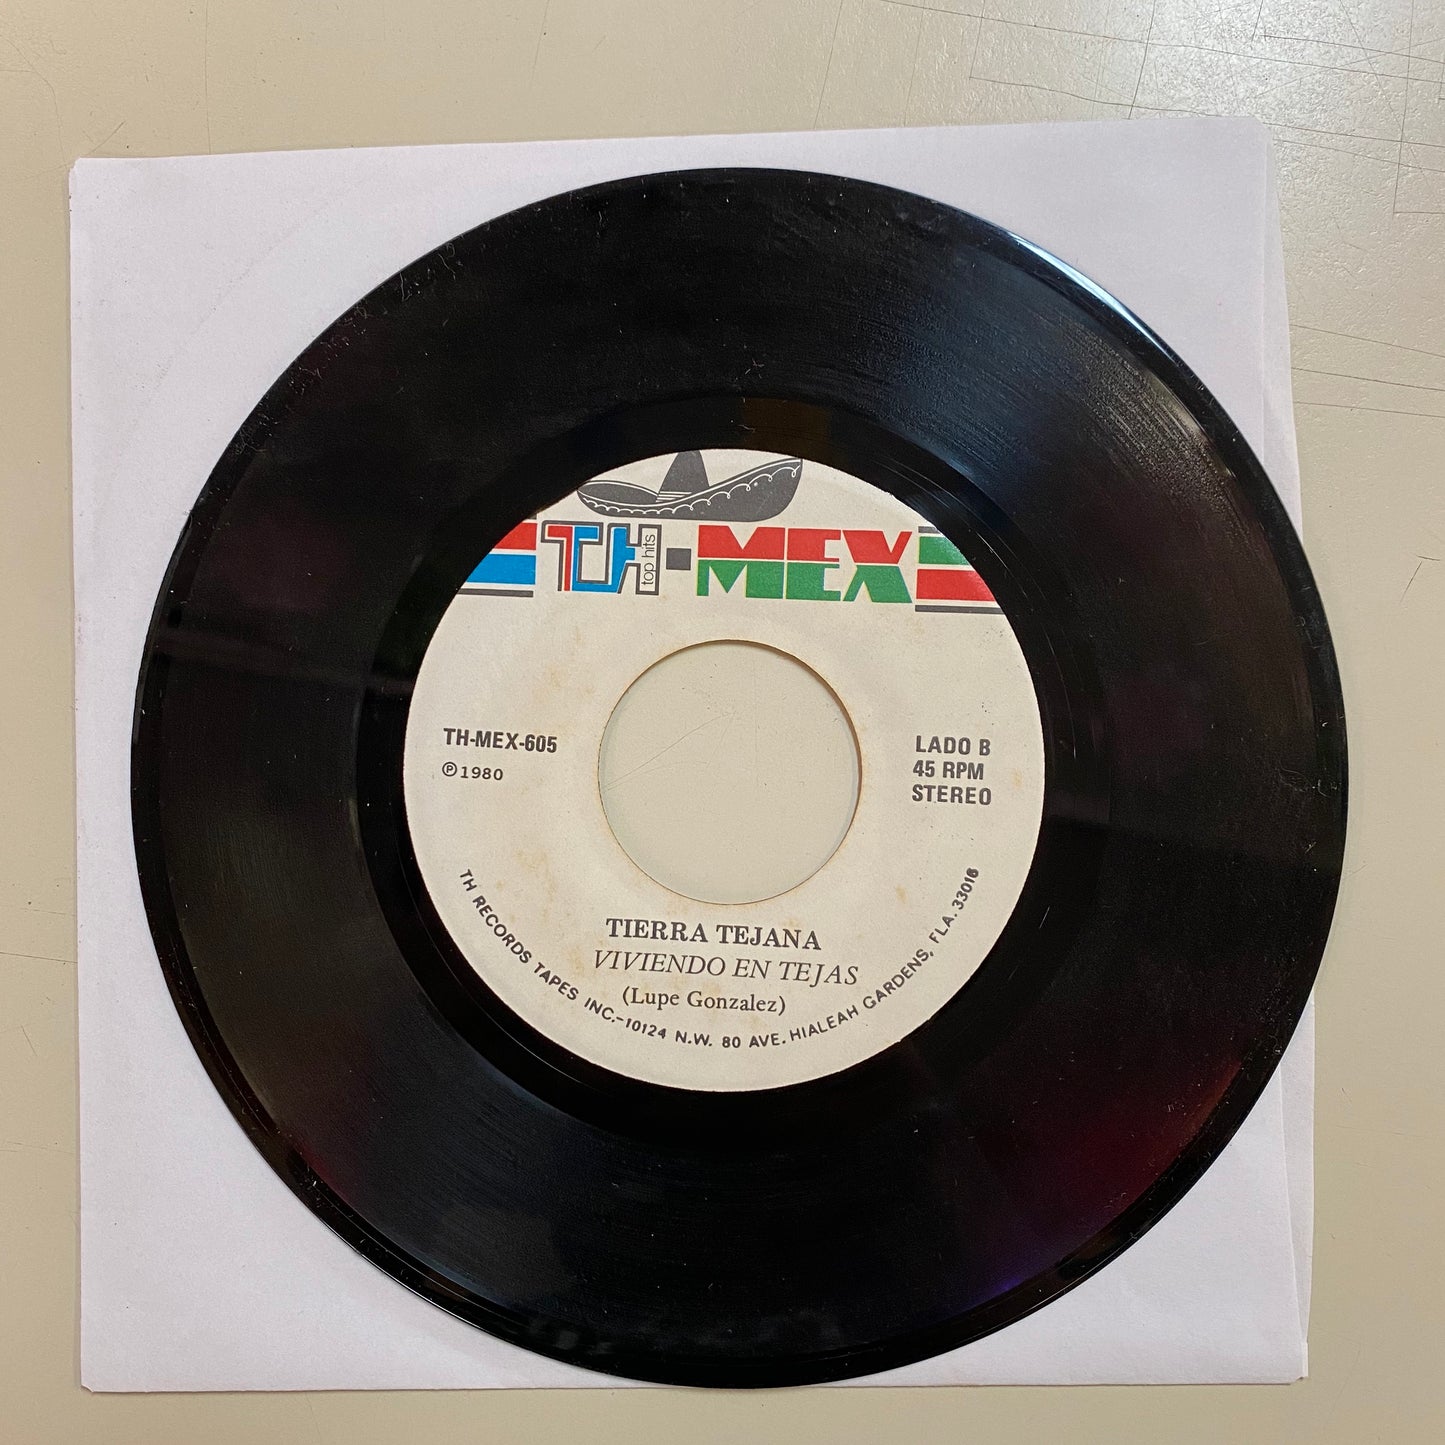 TH top hits - MEX
TH-MEX-605
℗ 1980
LADO B
45 RPM
STEREO
TIERRA TEJANA
VIVIENDO EN TEJAS
(Lupe Gonzalez)
TH RECORDS TAPES INC.-10124 N.W. 80 AVE. HIALEAH GARDENS, FLA. 33016